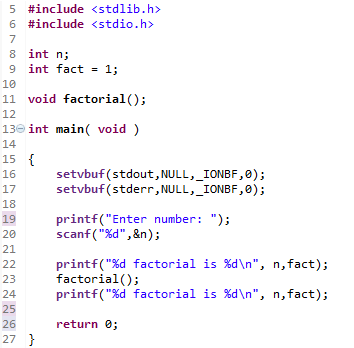 5 #include <stdlib.h>
6 #include <stdio.h>
7
8 int n;
9 int fact = 1;
10
11 void factorial();
12
13 int main( void )
14
15 {
16     setvbuf(stdout,NULL,_IONBF,0);
17     setvbuf(stderr,NULL,_IONBF,0);
18
19     printf("Enter number: ");
20     scanf("%d",&n);
21
22     printf("%d factorial is %d\n", n,fact);
23     factorial();
24     printf("%d factorial is %d\n", n,fact);
25
26     return 0;
27 }